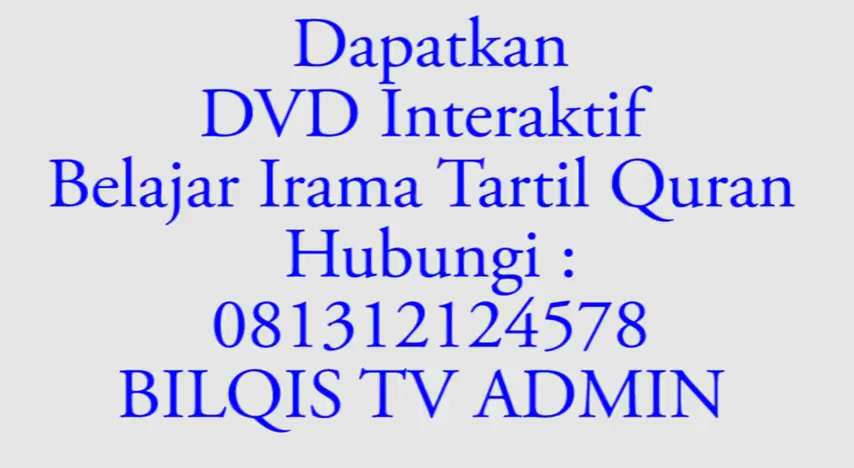 Dapatkan
DVD Interaktif
Belajar Irama Tartil Quran
Hubungi :
081312124578
BILQIS TV ADMIN